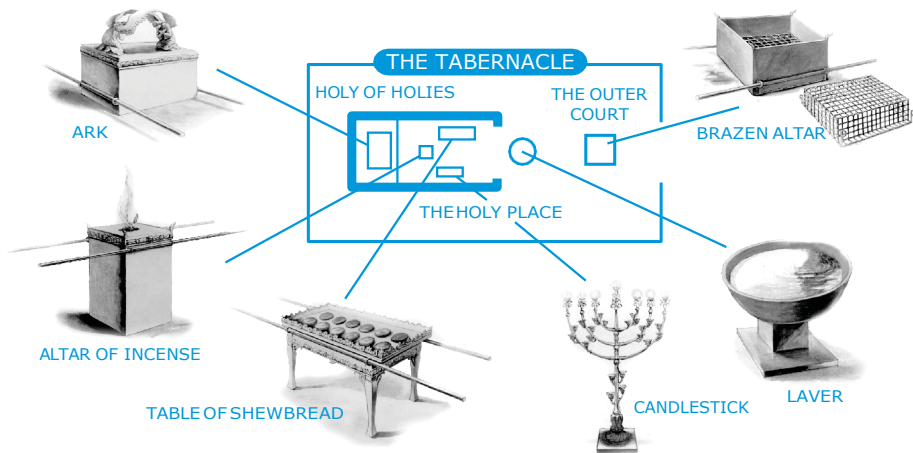 THE TABERNACLE
HOLY OF HOLIES
THE OUTER
COURT
ARK
BRAZEN ALTAR
THE HOLY PLACE
ALTAR OF INCENSE
TABLE OF SHEWBREAD
CANDLESTICK
LAVER